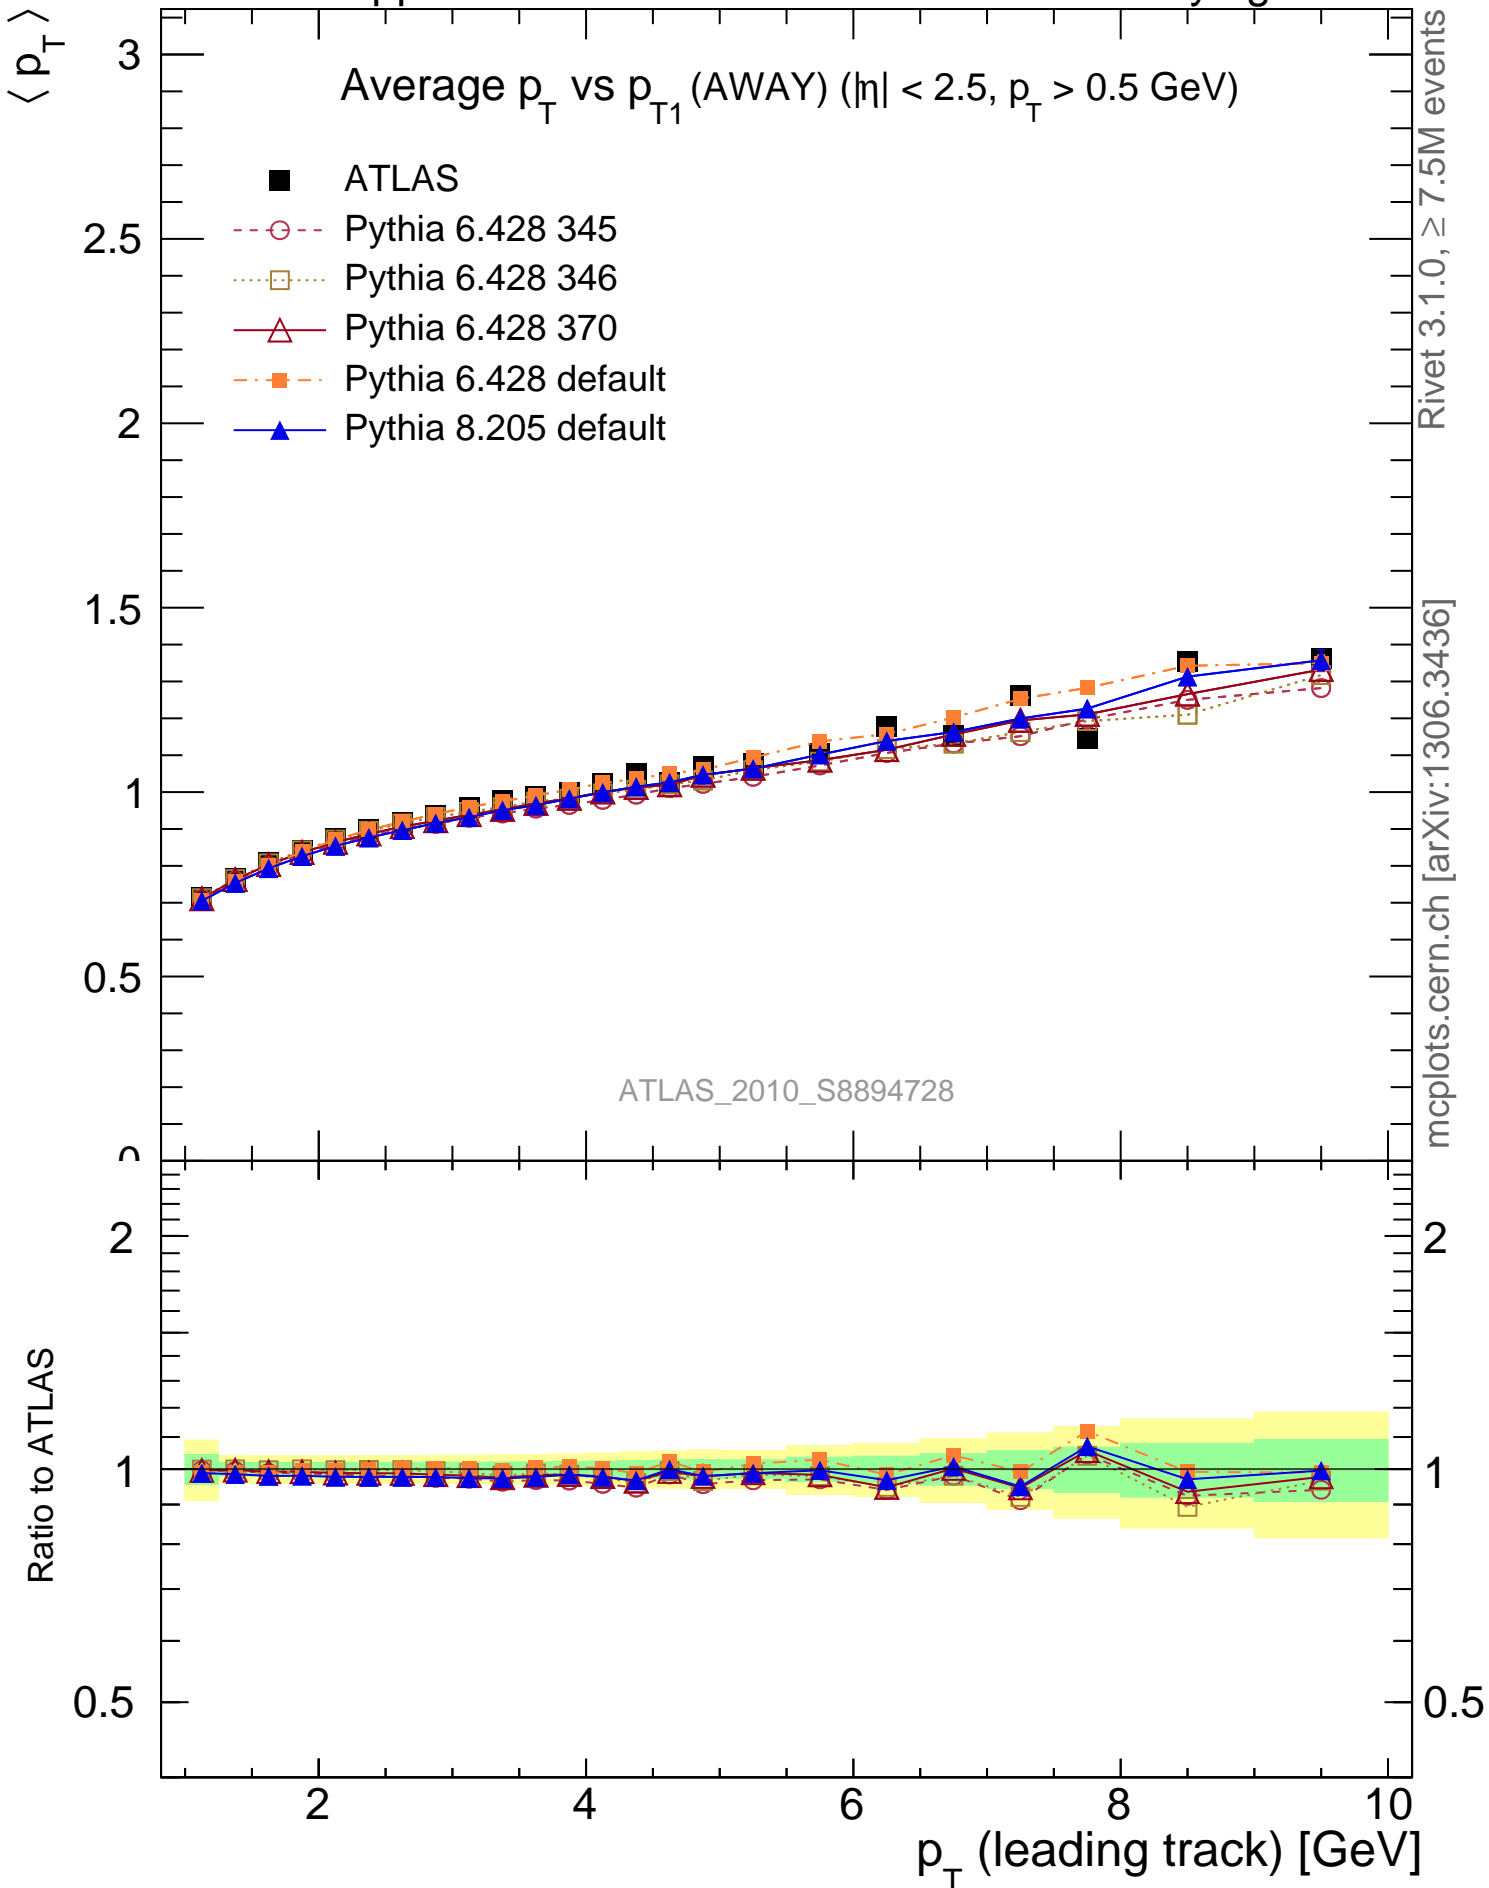 ⟨ p_T ⟩
Average p_T vs p_T1 (AWAY) (|η| < 2.5, p_T > 0.5 GeV)
ATLAS
Pythia 6.428 345
Pythia 6.428 346
Pythia 6.428 370
Pythia 6.428 default
Pythia 8.205 default
3
2.5
2
1.5
1
0.5
0
ATLAS_2010_S8894728
Rivet 3.1.0, ≥ 7.5M events
mcplots.cern.ch [arXiv:1306.3436]
Ratio to ATLAS
2 2
1 1
0.5 0.5
2 4 6 8 10
p_T (leading track) [GeV]